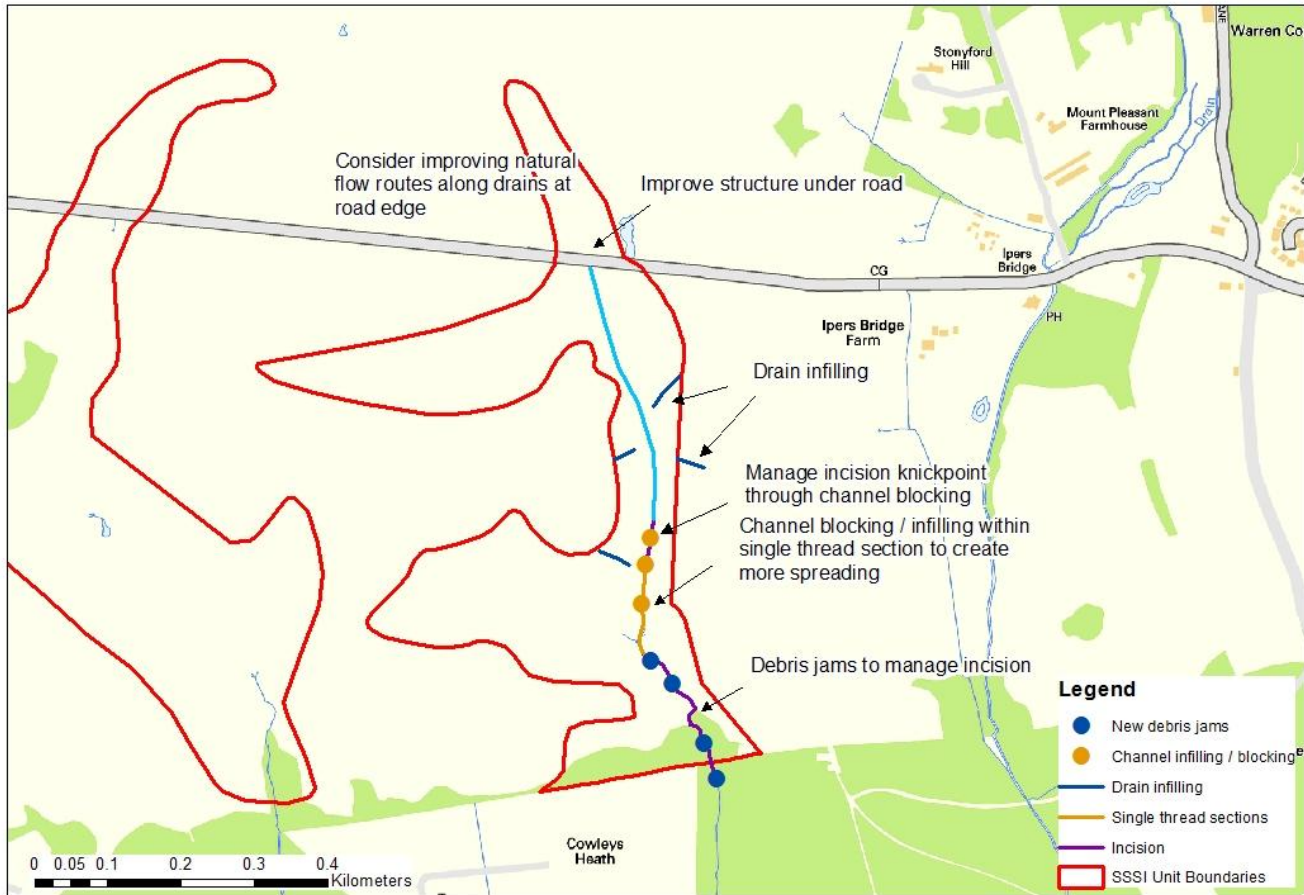 ANE
Warren Co
Stonyford
Hill
Drain
Mount Pleasant
Farmhouse
Consider improving natural
flow routes along drains at
road edge
Improve structure under road
Ipers
Bridge
CG
PH
Ipers Bridge
Farm
Drain infilling
Manage incision knickpoint
through channel blocking
Channel blocking / infilling within
single thread section to create
more spreading
Debris jams to manage incision
Legend
New debris jams
Channel infilling / blocking
e
Drain infilling
Single thread sections
Incision
SSSI Unit Boundaries
Cowleys
Heath
0 0.05 0.1 0.2 0.3 0.4
Kilometers